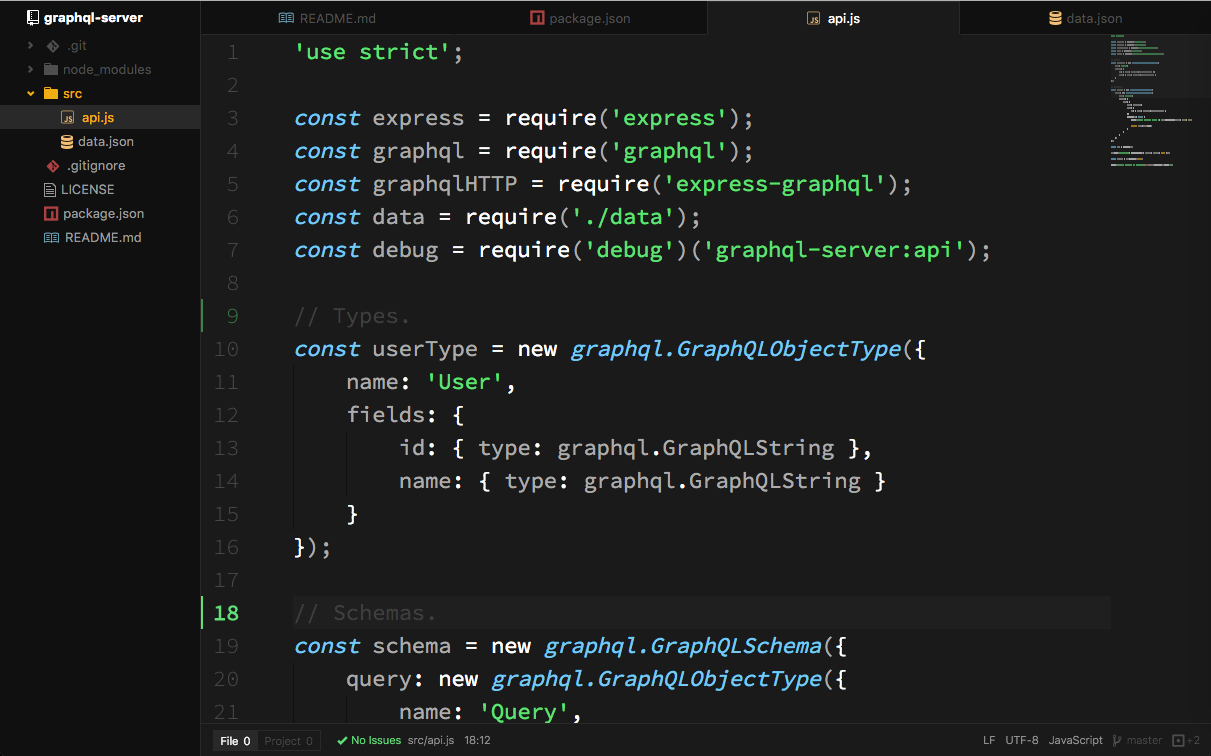 graphql-server
.git
node_modules
src
api.js
data.json
.gitignore
LICENSE
package.json
README.md
README.md
package.json
api.js
data.json
1 'use strict';
2
3 const express = require('express');
4 const graphql = require('graphql');
5 const graphqlHTTP = require('express-graphql');
6 const data = require('./data');
7 const debug = require('debug')('graphql-server:api');
8
9 // Types.
10 const userType = new graphql.GraphQLObjectType({
11 name: 'User',
12 fields: {
13 id: { type: graphql.GraphQLString },
14 name: { type: graphql.GraphQLString }
15 }
16 });
17
18 // Schemas.
19 const schema = new graphql.GraphQLSchema({
20 query: new graphql.GraphQLObjectType({
21 name: 'Query',
File 0 Project 0 No Issues src/api.js 18:12 LF UTF-8 JavaScript master +2